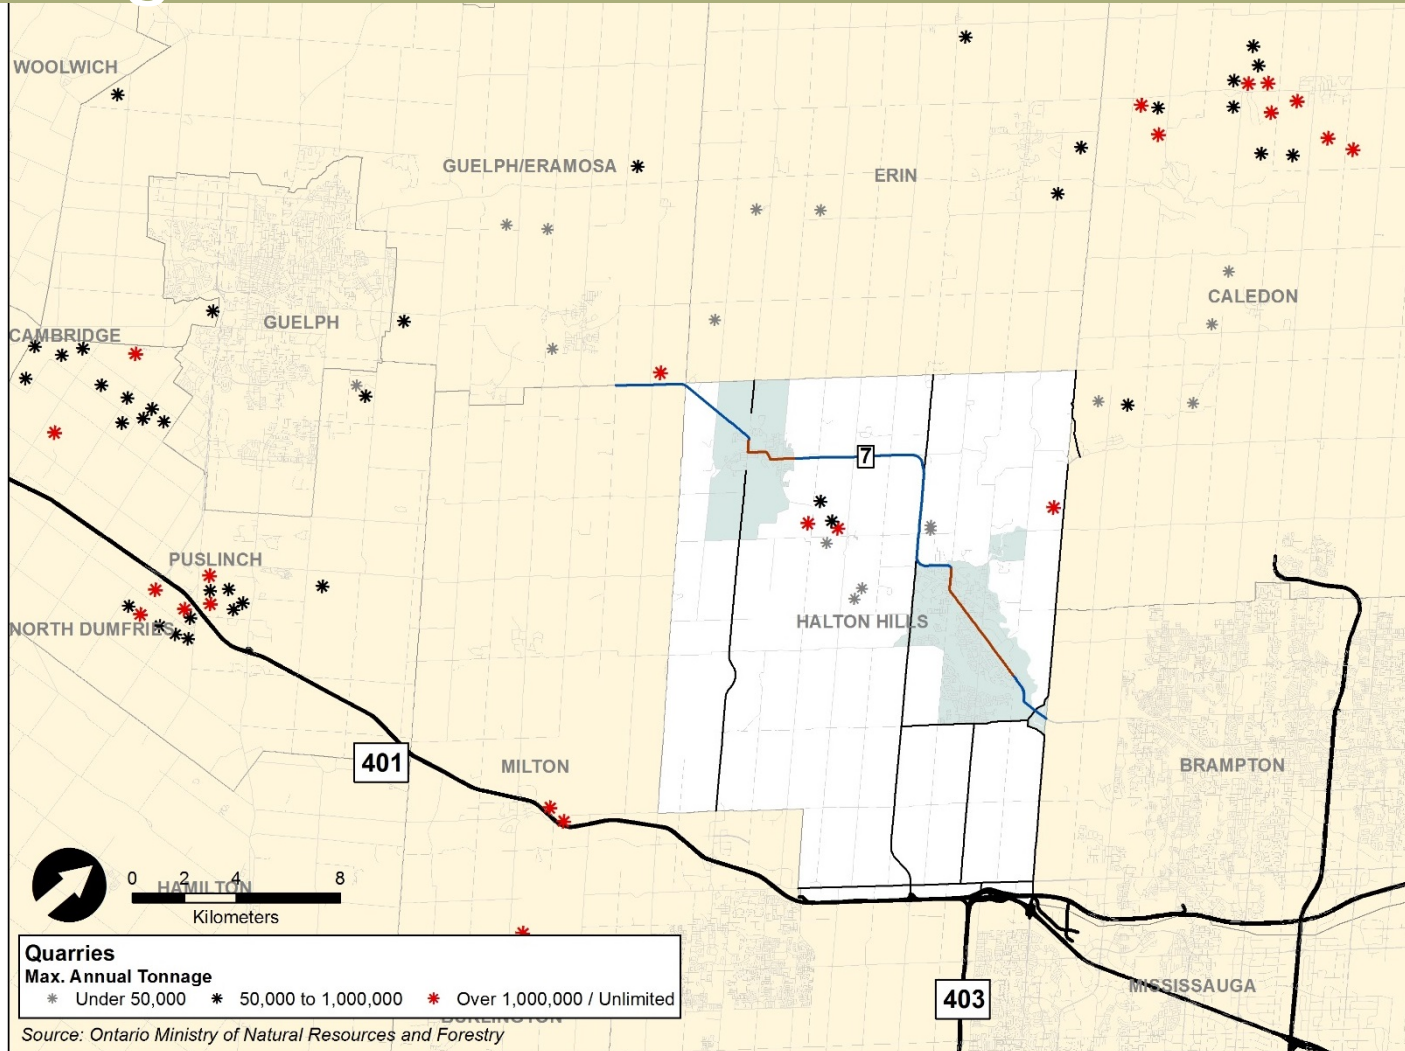 WOOLWICH
GUELPH/ERAMOSA
ERIN
CALEDON
GUELPH
CAMBRIDGE
7
PUSLINCH
NORTH DUMFRIES
HALTON HILLS
401
MILTON
BRAMPTON
HAMILTON
0 2 4 8
Kilometers
Quarries
Max. Annual Tonnage
Under 50,000 50,000 to 1,000,000 Over 1,000,000 / Unlimited
403
MISSISSAUGA
BURLINGTON
Source: Ontario Ministry of Natural Resources and Forestry